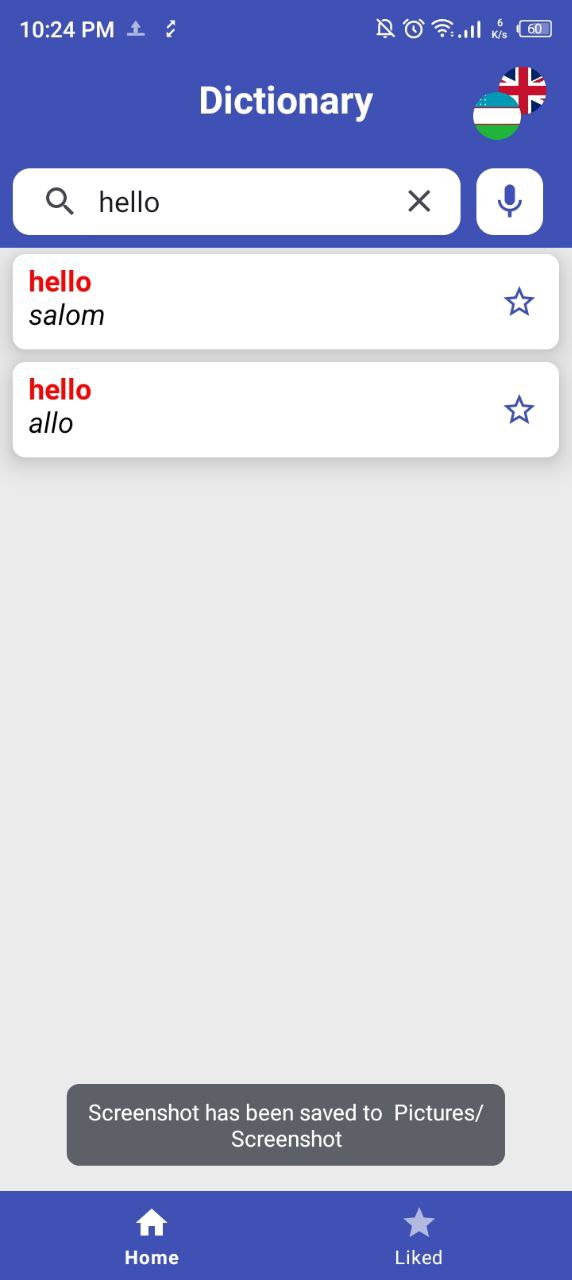 10:24 PM 6 K/s 60
Dictionary
hello
hello
salom
hello
allo
Screenshot has been saved to Pictures/
Screenshot
Home Liked